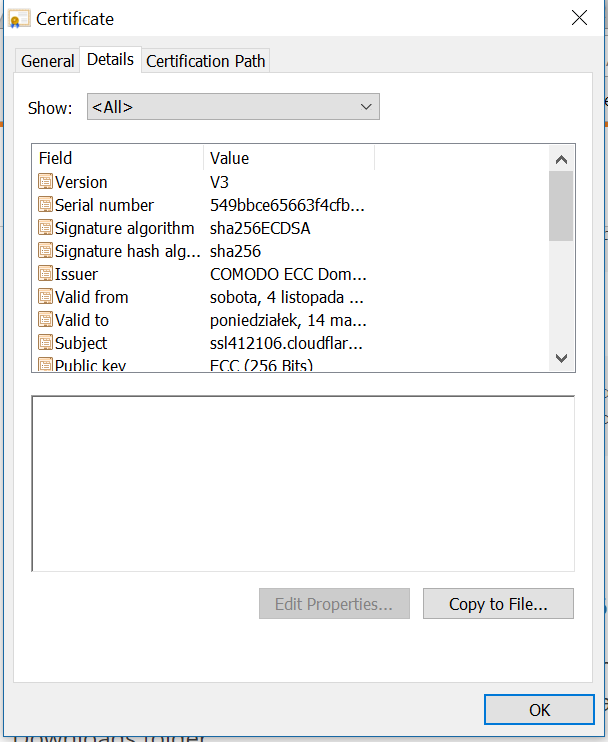 Certificate
General Details Certification Path
Show: <All>
Field Value
Version V3
Serial number 549bbce65663f4cfb...
Signature algorithm sha256ECDSA
Signature hash alg... sha256
Issuer COMODO ECC Dom...
Valid from sobota, 4 listopada ...
Valid to poniedziałek, 14 ma...
Subject ssl412106.cloudflar...
Public key ECC (256 Bits)
Edit Properties... Copy to File...
OK
Downloads folder